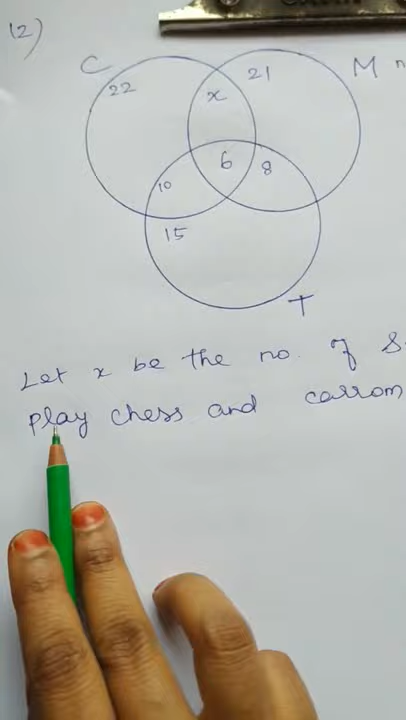 12)
C
22
x
21
M
6
8
10
15
T
Let x be the no. of
play chess and carrom